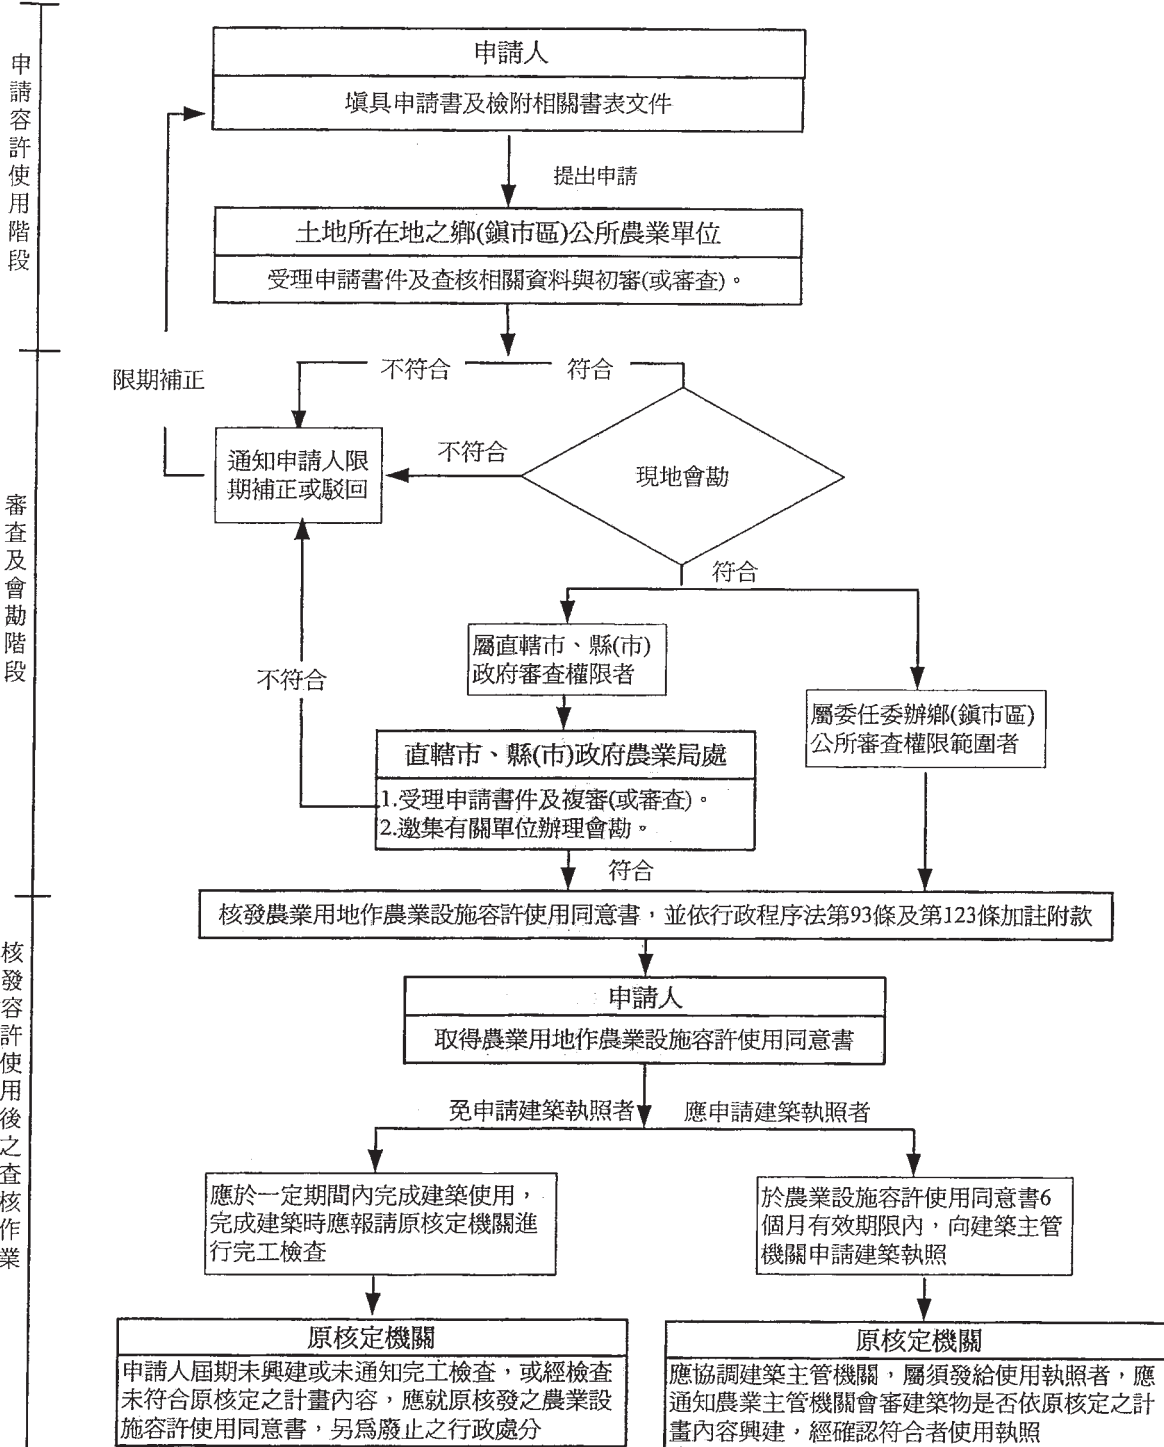 申請容許使用階段
申請人
填具申請書及檢附相關書表文件
提出申請
土地所在地之鄉(鎮市區)公所農業單位
受理申請書件及查核相關資料與初審(或審查)。
審查及會勘階段
不符合
符合
限期補正
通知申請人限
期補正或駁回
不符合
現地會勘
符合
屬直轄市、縣(市)
政府審查權限者
不符合
屬委任委辦鄉(鎮市區)
公所審查權限範圍者
直轄市、縣(市)政府農業局處
1.受理申請書件及複審(或審查)。
2.邀集有關單位辦理會勘。
符合
核發容許使用後之查核作業
核發農業用地作農業設施容許使用同意書，並依行政程序法第93條及第123條加註附款
申請人
取得農業用地作農業設施容許使用同意書
免申請建築執照者
應申請建築執照者
應於一定期間內完成建築使用，
完成建築時應報請原核定機關進
行完工檢查
於農業設施容許使用同意書6
個月有效期限內，向建築主管
機關申請建築執照
原核定機關
申請人屆期未興建或未通知完工檢查，或經檢查
未符合原核定之計畫內容，應就原核發之農業設
施容許使用同意書，另爲廢止之行政處分
原核定機關
應協調建築主管機關，屬須發給使用執照者，應
通知農業主管機關會審建築物是否依原核定之計
畫內容興建，經確認符合者使用執照